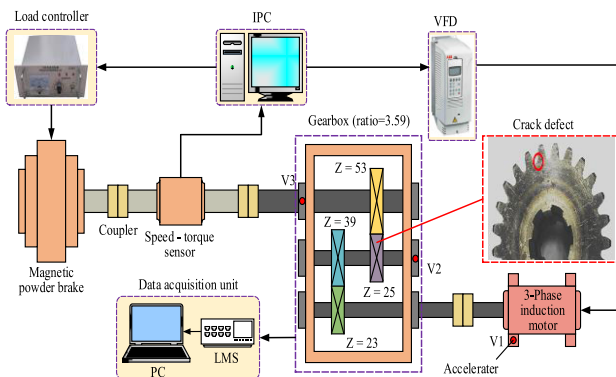 Load controller
IPC
VFD
Gearbox (ratio=3.59)
Crack defect
Z = 53
V3
Z = 39
Coupler
Speed - torque
sensor
Magnetic
powder brake
Data acquisition unit
V2
Z = 25
3-Phase
induction
motor
Z = 23
V1
PC
LMS
Accelerater